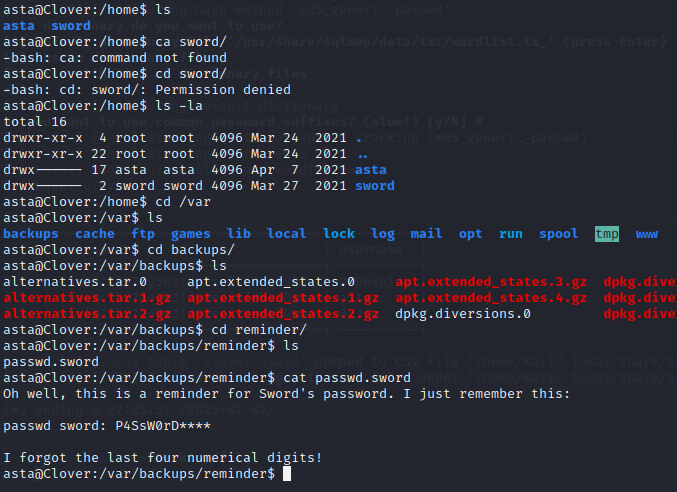 asta@Clover:/home$ ls
asta  sword
asta@Clover:/home$ ca sword/
-bash: ca: command not found
asta@Clover:/home$ cd sword/
-bash: cd: sword/: Permission denied
asta@Clover:/home$ ls -la
total 16
drwxr-xr-x  4 root  root  4096 Mar 24  2021 .
drwxr-xr-x 22 root  root  4096 Mar 24  2021 ..
drwx------ 17 asta  asta  4096 Apr  7  2021 asta
drwx------  2 sword sword 4096 Mar 27  2021 sword
asta@Clover:/home$ cd /var
asta@Clover:/var$ ls
backups  cache  ftp  games  lib  local  lock  log  mail  opt  run  spool  tmp  www
asta@Clover:/var$ cd backups/
asta@Clover:/var/backups$ ls
alternatives.tar.0  apt.extended_states.0  apt.extended_states.3.gz  dpkg.dive
alternatives.tar.1.gz  apt.extended_states.1.gz  apt.extended_states.4.gz  dpkg.dive
alternatives.tar.2.gz  apt.extended_states.2.gz  dpkg.diversions.0  dpkg.dive
asta@Clover:/var/backups$ cd reminder/
asta@Clover:/var/backups/reminder$ ls
passwd.sword
asta@Clover:/var/backups/reminder$ cat passwd.sword
Oh well, this is a reminder for Sword's password. I just remember this:
passwd sword: P4SsW0rD****
I forgot the last four numerical digits!
asta@Clover:/var/backups/reminder$